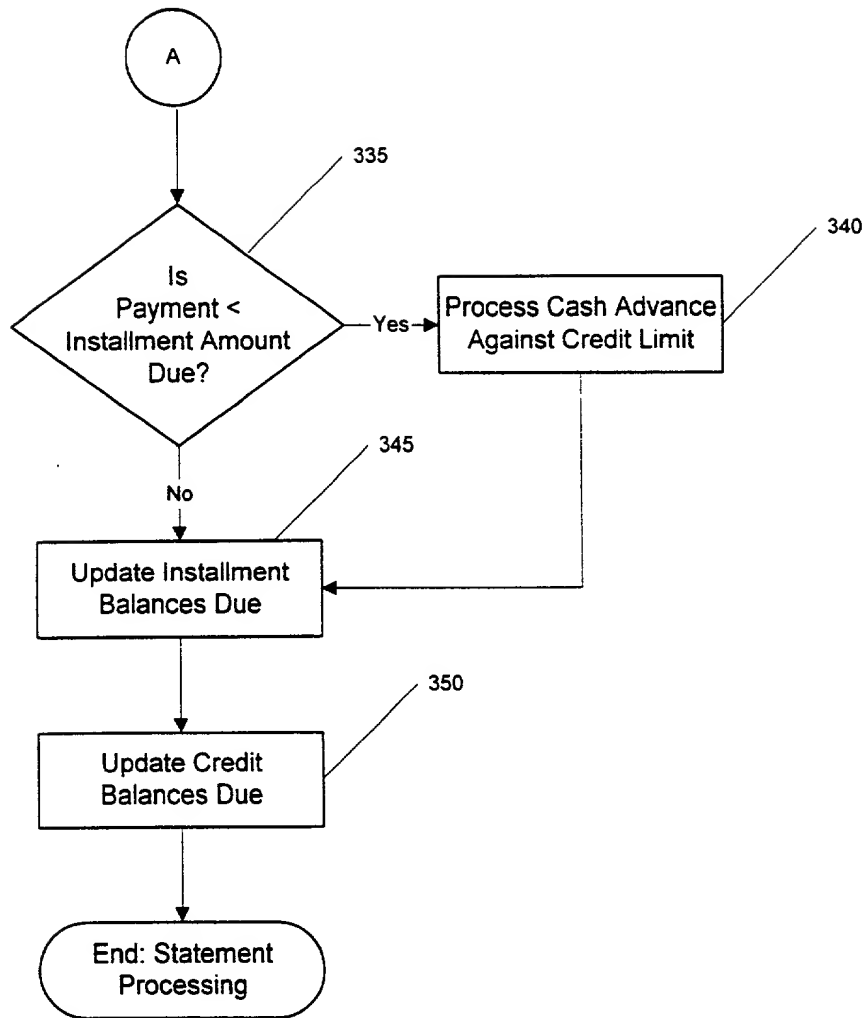 A
335
Is
Payment <
Installment Amount
Due?
Yes
340
Process Cash Advance
Against Credit Limit
No
345
Update Installment
Balances Due
350
Update Credit
Balances Due
End: Statement
Processing